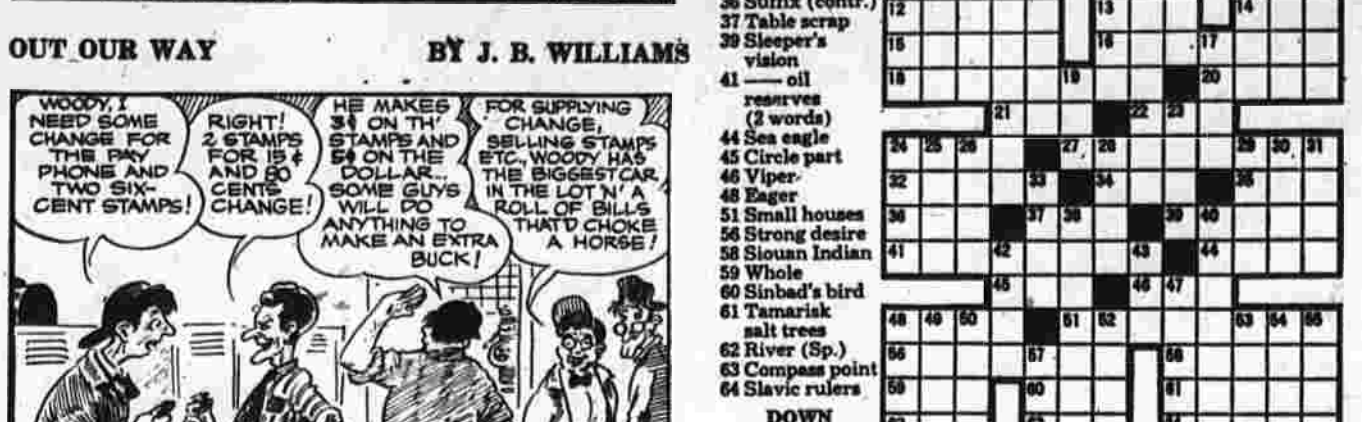 OUT OUR WAY
BY J. B. WILLIAMS
WOODY, I
NEED SOME
CHANGE FOR
THE PAY
PHONE AND
TWO SIX-
CENT STAMPS!
RIGHT!
2 STAMPS
FOR 15¢
AND 80
CENTS
CHANGE!
HE MAKES
3¢ ON TH'
STAMPS AND
5¢ ON THE
DOLLAR...
SOME GUYS
WILL DO
ANYTHING TO
MAKE AN EXTRA
BUCK!
FOR SUPPLYING
CHANGE,
SELLING STAMPS
ETC., WOODY HAS
THE BIGGEST CAR
IN THE LOT 'N' A
ROLL OF BILLS
THAT'D CHOKE
A HORSE!
36 Suffix (contr.)
37 Table scrap
39 Sleeper's
vision
41 —— oil
reserves
(2 words)
44 Sea eagle
45 Circle part
46 Viper
48 Eager
51 Small houses
56 Strong desire
58 Siouan Indian
59 Whole
60 Sinbad's bird
61 Tamarisk
salt trees
62 River (Sp.)
63 Compass point
64 Slavic rulers
DOWN
12 13 14
15 16 17
18 19 20
21 22 23
24 25 26 27 28 29 30 31
32 33 34 35
36 37 38 39 40
41 42 43 44
45 46 47
48 49 50 51 52 53 54 55
56 57 58
59 60 61
62 63 64